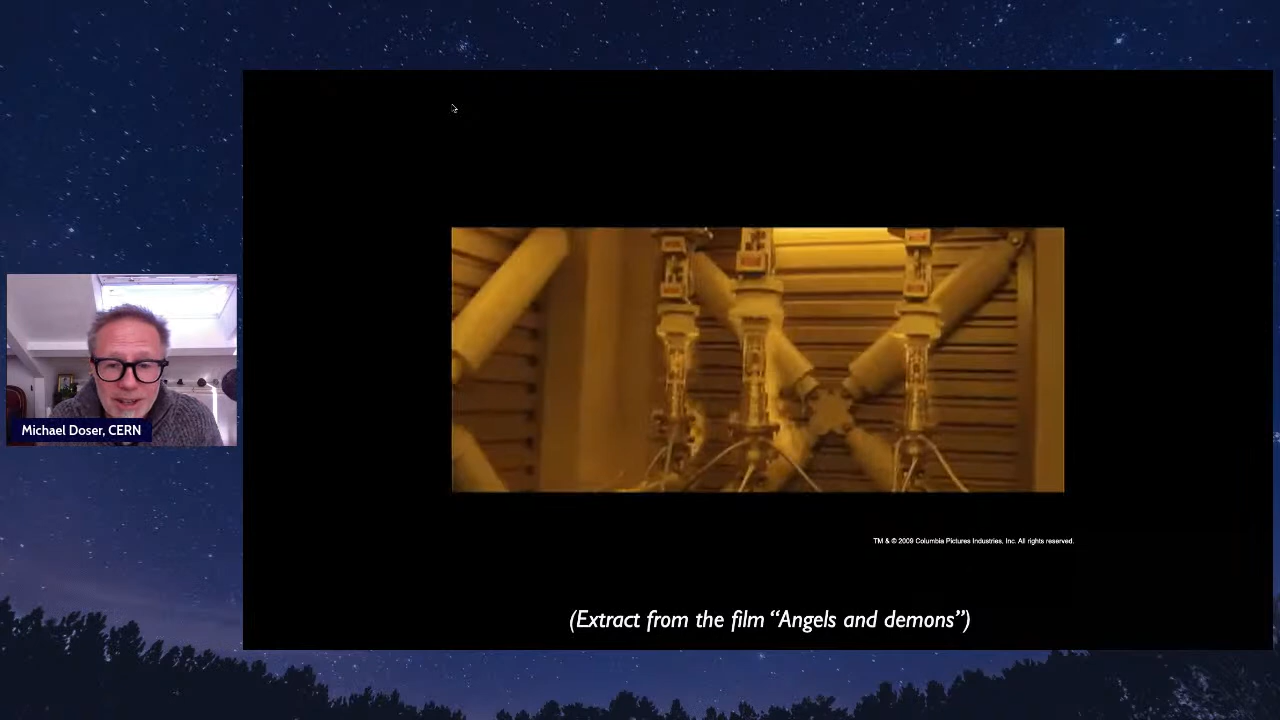 Michael Doser, CERN
TM & © 2009 Columbia Pictures Industries, Inc. All rights reserved.
(Extract from the film “Angels and demons”)